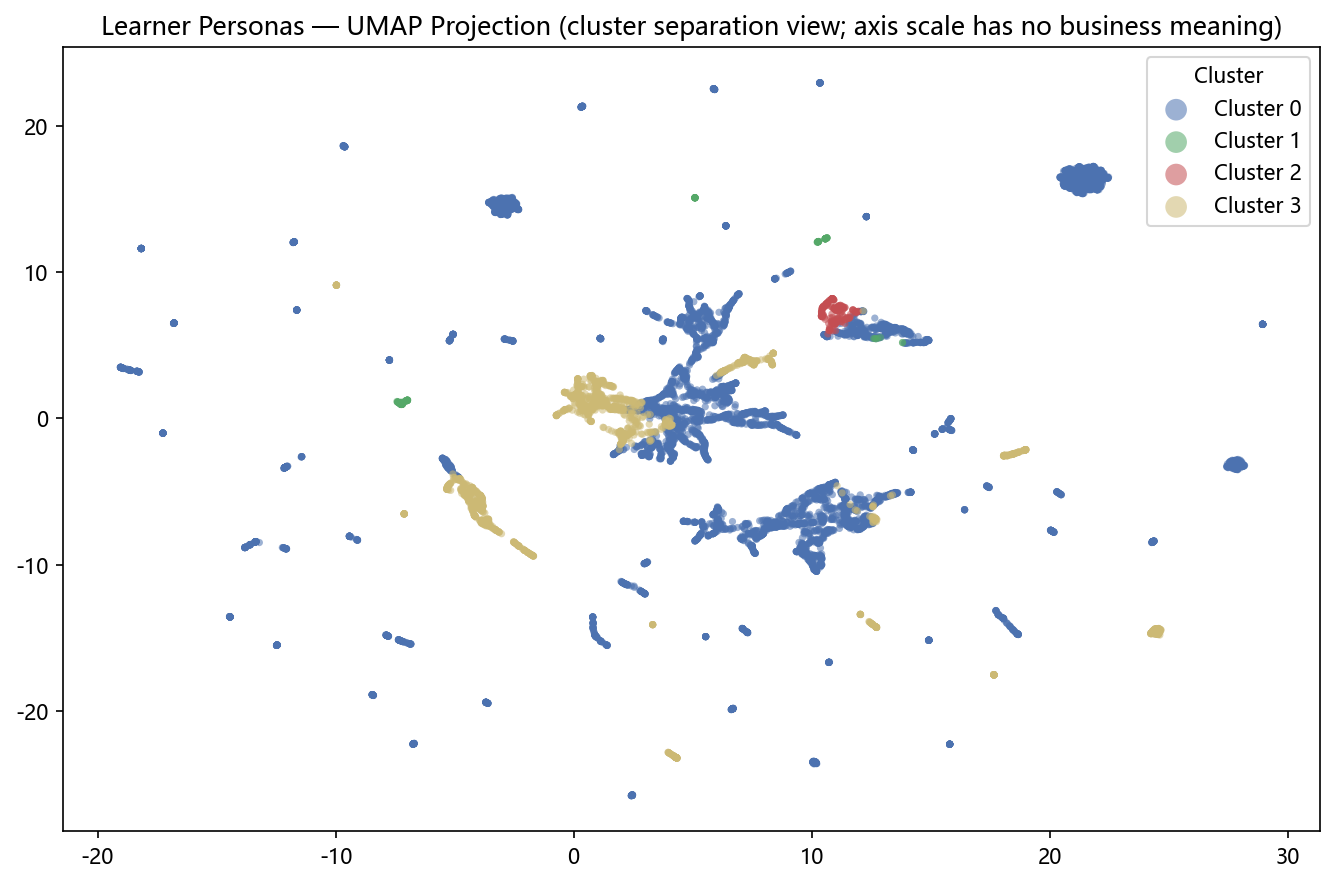 Learner Personas — UMAP Projection (cluster separation view; axis scale has no business meaning)
Cluster
Cluster 0
Cluster 1
Cluster 2
Cluster 3
20
10
0
-10
-20
-20 -10 0 10 20 30